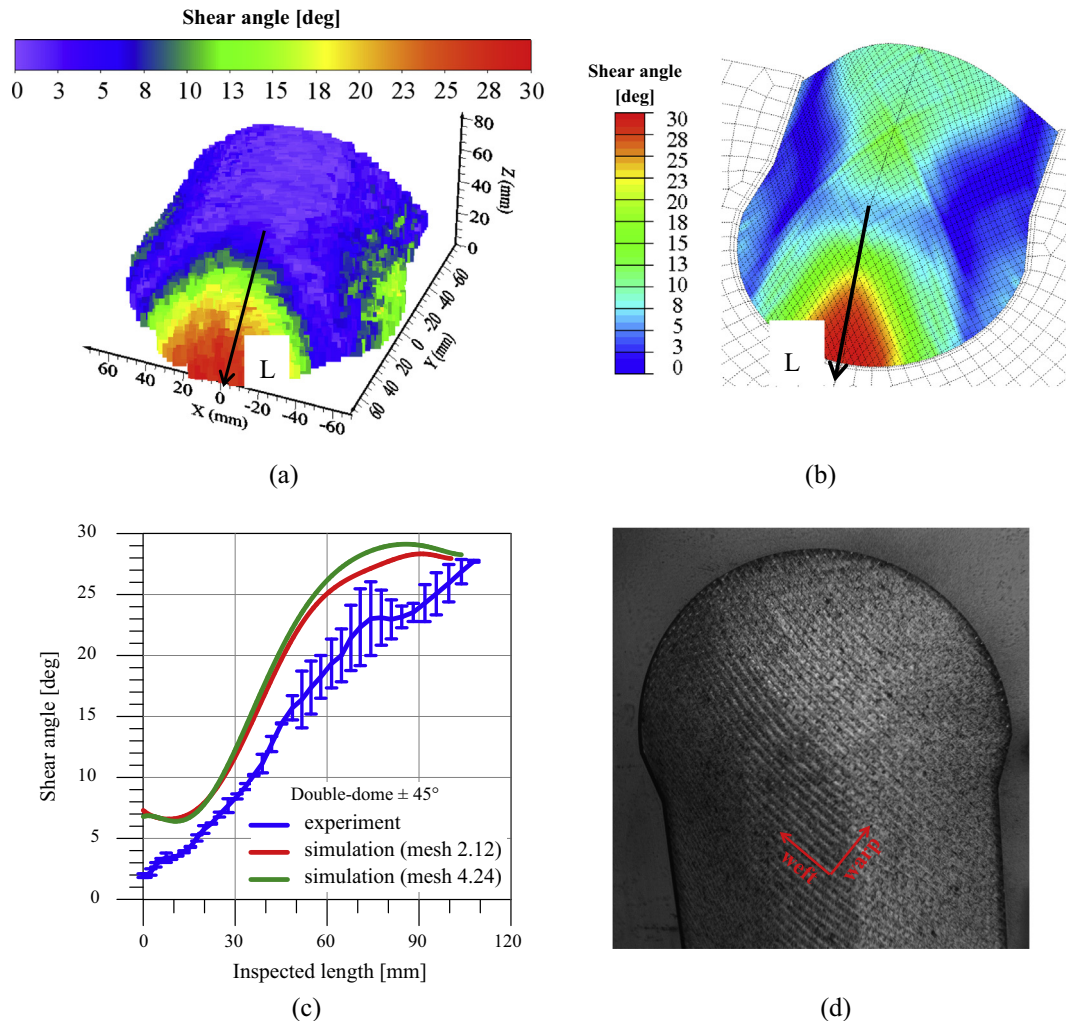 Shear angle [deg]
0 3 5 8 10 13 15 18 20 23 25 28 30
80
60
40
20
0
Z (mm)
-60
-40
-20
0
20
40
60
Y (mm)
60 40 20 0 -20 -40 -60
X (mm)
L
(a)
Shear angle
[deg]
30
28
25
23
20
18
15
13
10
8
5
3
0
L
(b)
30
25
20
15
10
5
0
Shear angle [deg]
Double-dome ± 45°
experiment
simulation (mesh 2.12)
simulation (mesh 4.24)
0 30 60 90 120
Inspected length [mm]
(c)
weft
warp
(d)